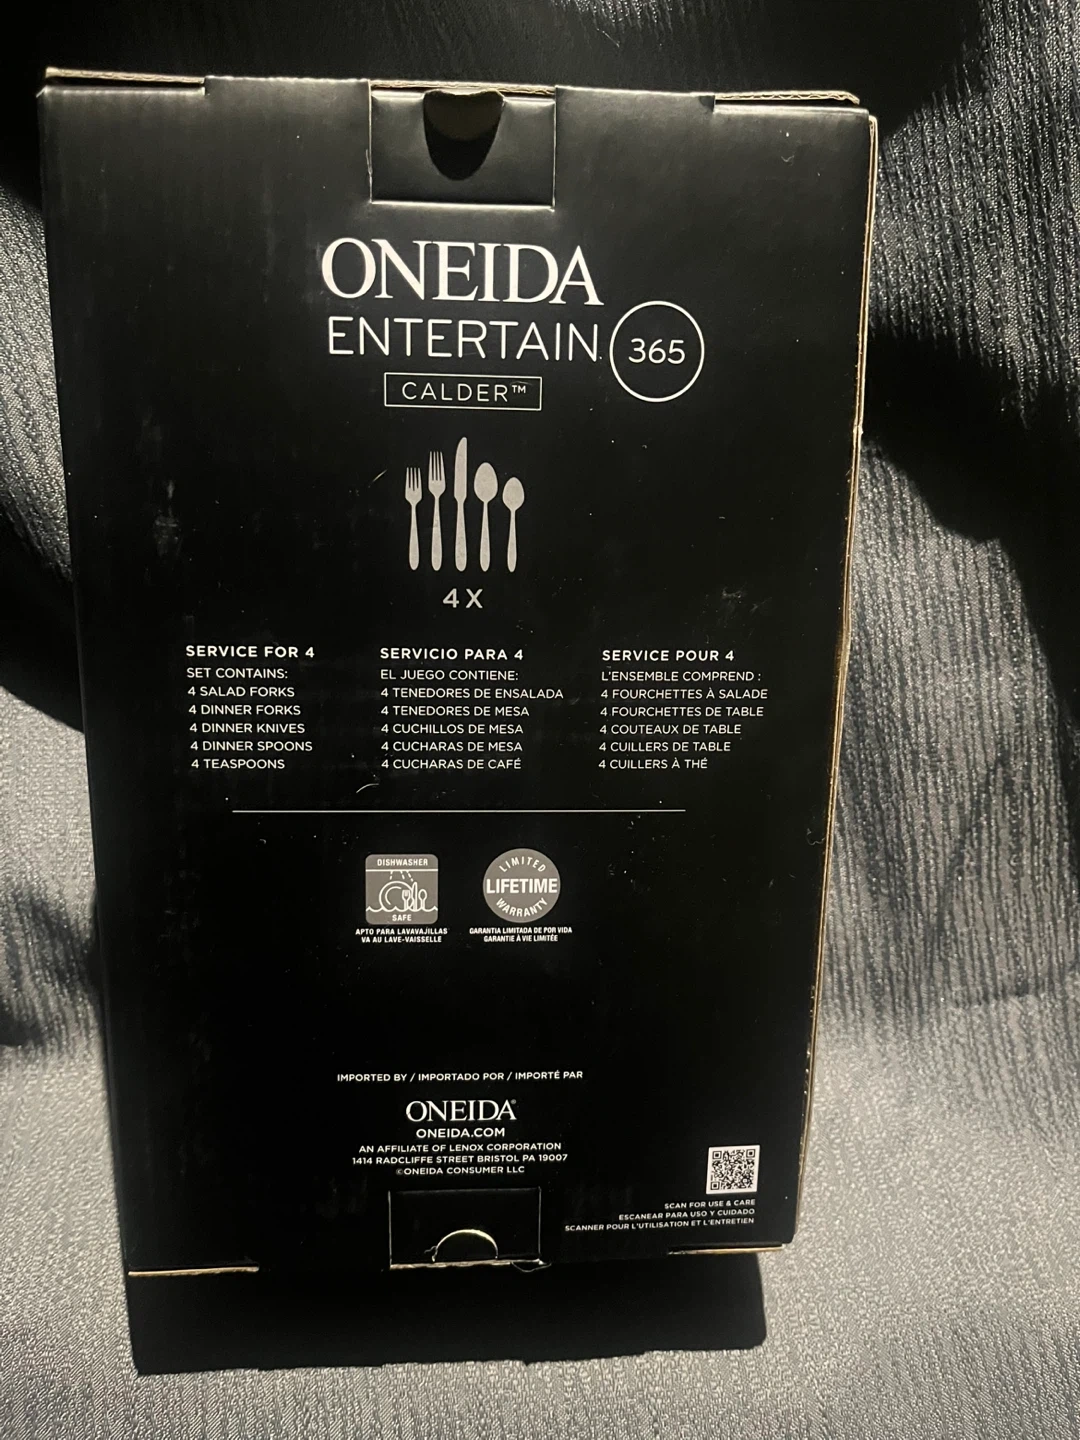 ONEIDA
ENTERTAIN 365
CALDER™
4X
SERVICE FOR 4
SET CONTAINS:
4 SALAD FORKS
4 DINNER FORKS
4 DINNER KNIVES
4 DINNER SPOONS
4 TEASPOONS
SERVICIO PARA 4
EL JUEGO CONTIENE:
4 TENEDORES DE ENSALADA
4 TENEDORES DE MESA
4 CUCHILLOS DE MESA
4 CUCHARAS DE MESA
4 CUCHARAS DE CAFÉ
SERVICE POUR 4
L'ENSEMBLE COMPREND :
4 FOURCHETTES À SALADE
4 FOURCHETTES DE TABLE
4 COUTEAUX DE TABLE
4 CUILLERS DE TABLE
4 CUILLERS À THÉ
DISHWASHER
SAFE
APTO PARA LAVAVAJILLAS
VA AU LAVE-VAISSELLE
LIMITED
LIFETIME
WARRANTY
GARANTIA LIMITADA DE POR VIDA
GARANTIE À VIE LIMITÉE
IMPORTED BY / IMPORTADO POR / IMPORTÉ PAR
ONEIDA®
ONEIDA.COM
AN AFFILIATE OF LENOX CORPORATION
1414 RADCLIFFE STREET BRISTOL PA 19007
©ONEIDA CONSUMER LLC
SCAN FOR USE & CARE
ESCANEAR PARA USO Y CUIDADO
SCANNER POUR L'UTILISATION ET L'ENTRETIEN